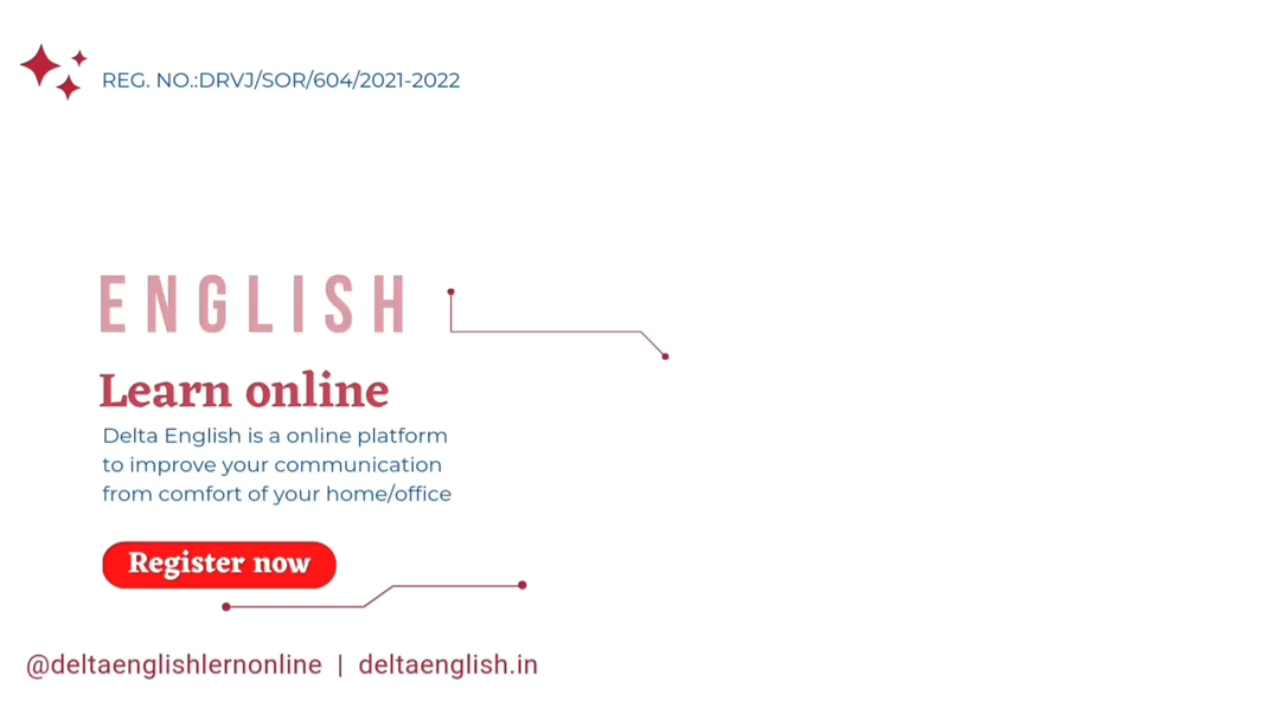 REG. NO.:DRVJ/SOR/604/2021-2022
ENGLISH
Learn online
Delta English is a online platform
to improve your communication
from comfort of your home/office
Register now
@deltaenglishlernonline | deltaenglish.in